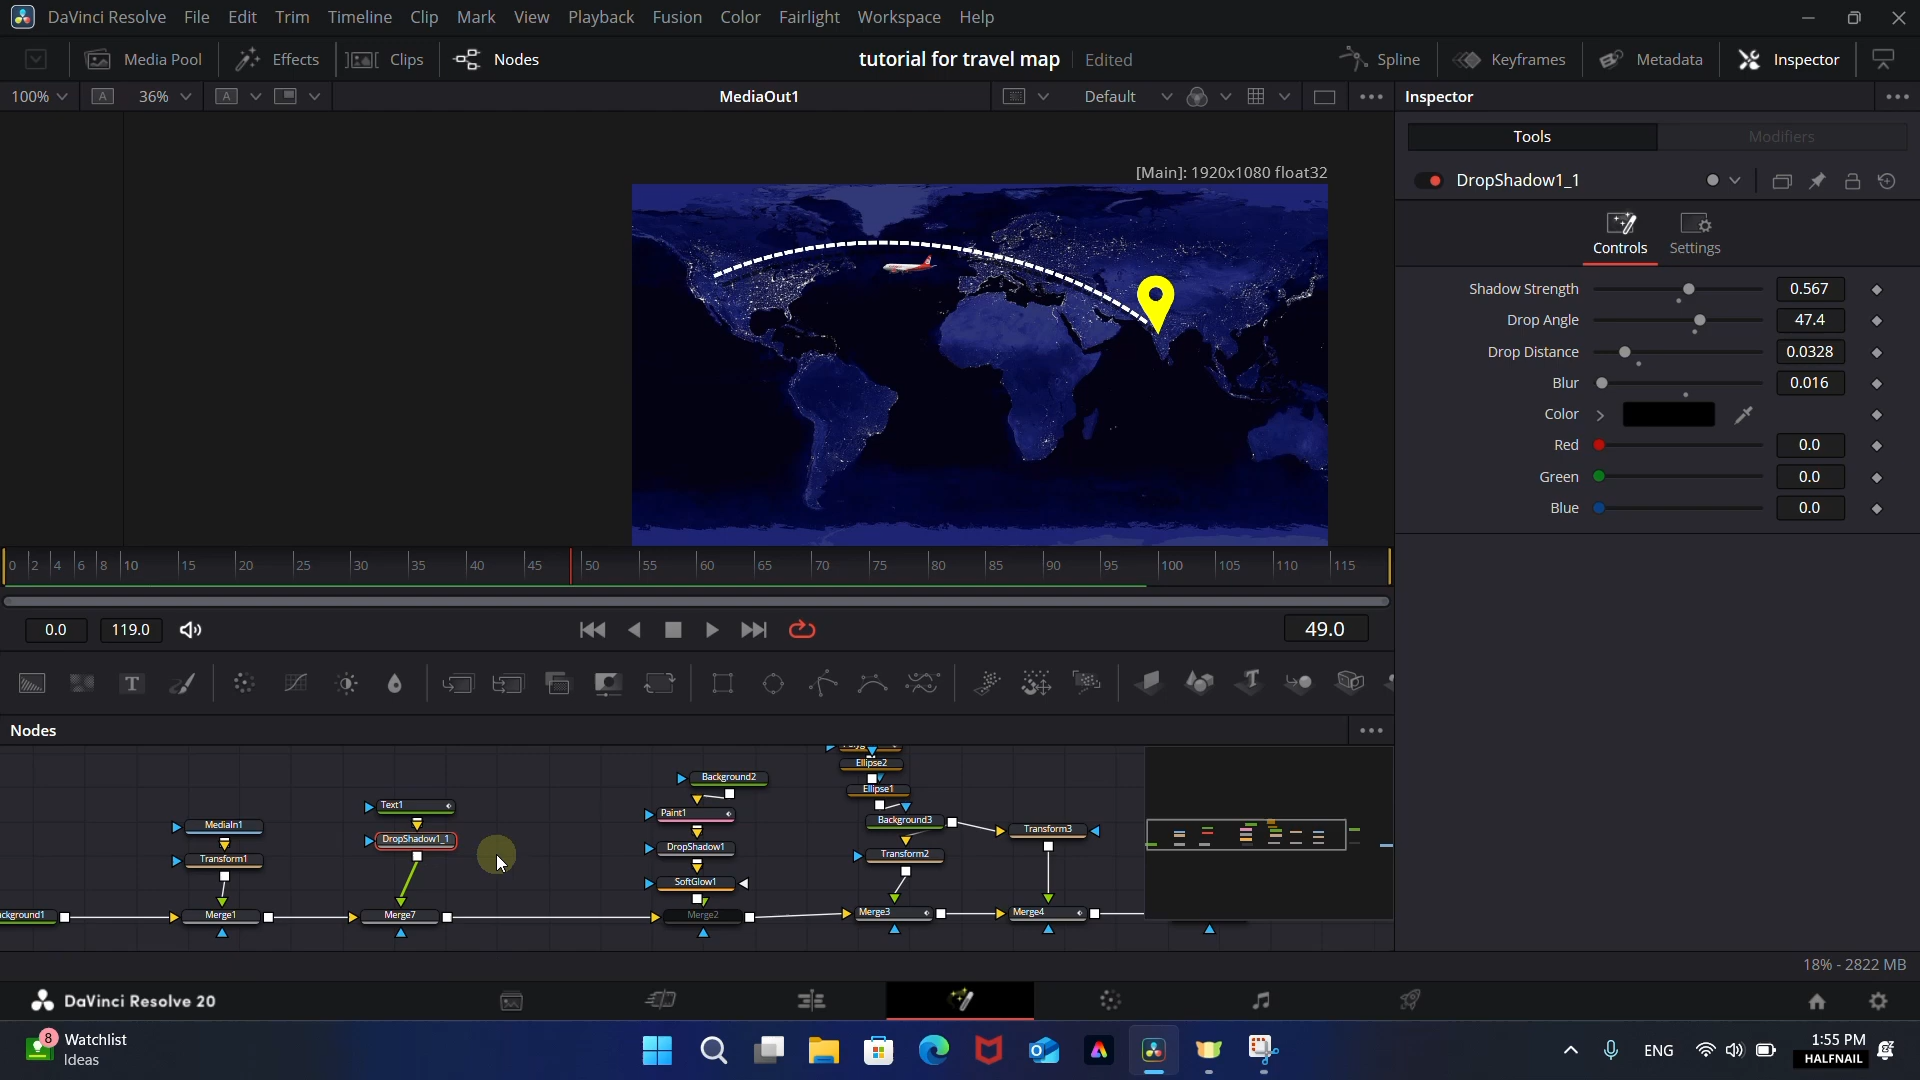 DaVinci Resolve File Edit Trim Timeline Clip Mark View Playback Fusion Color Fairlight Workspace Help
Media Pool Effects Clips Nodes tutorial for travel map Edited Spline Keyframes Metadata Inspector
100% A 36% A MediaOut1 Default Inspector
Tools Modifiers
[Main]: 1920x1080 float32
DropShadow1_1
Controls Settings
Shadow Strength 0.567
Drop Angle 47.4
Drop Distance 0.0328
Blur 0.016
Color
Red 0.0
Green 0.0
Blue 0.0
0 2 4 6 8 10 15 20 25 30 35 40 45 50 55 60 65 70 75 80 85 90 95 100 105 110 115
0.0 119.0 49.0
T T
Nodes
Ellipse2
Background2
Ellipse1
Text1
Paint1
Background3
MediaIn1
Transform3
DropShadow1_1
DropShadow1
Transform2
Transform1
SoftGlow1
ckground1 Merge1 Merge7 Merge2 Merge3 Merge4
18% - 2822 MB
DaVinci Resolve 20
8 Watchlist
Ideas
ENG
1:55 PM
HALFNAIL